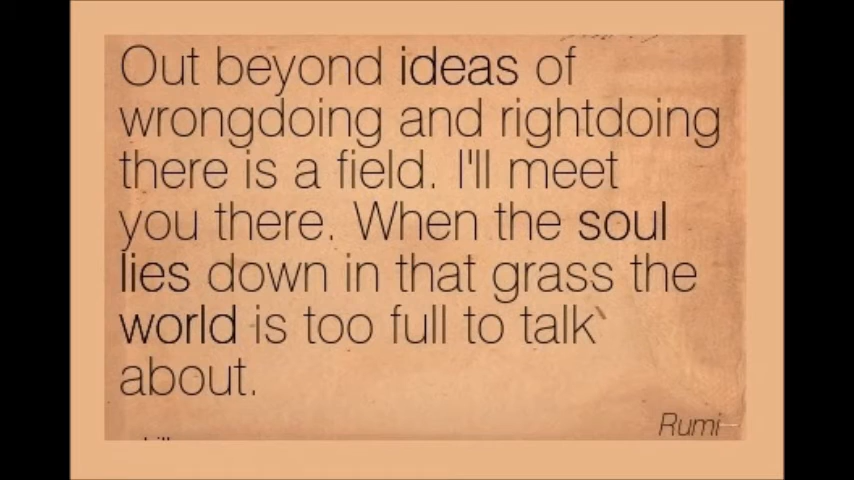 Out beyond ideas of
wrongdoing and rightdoing
there is a field. I'll meet
you there. When the soul
lies down in that grass the
world is too full to talk
about.
Rumi